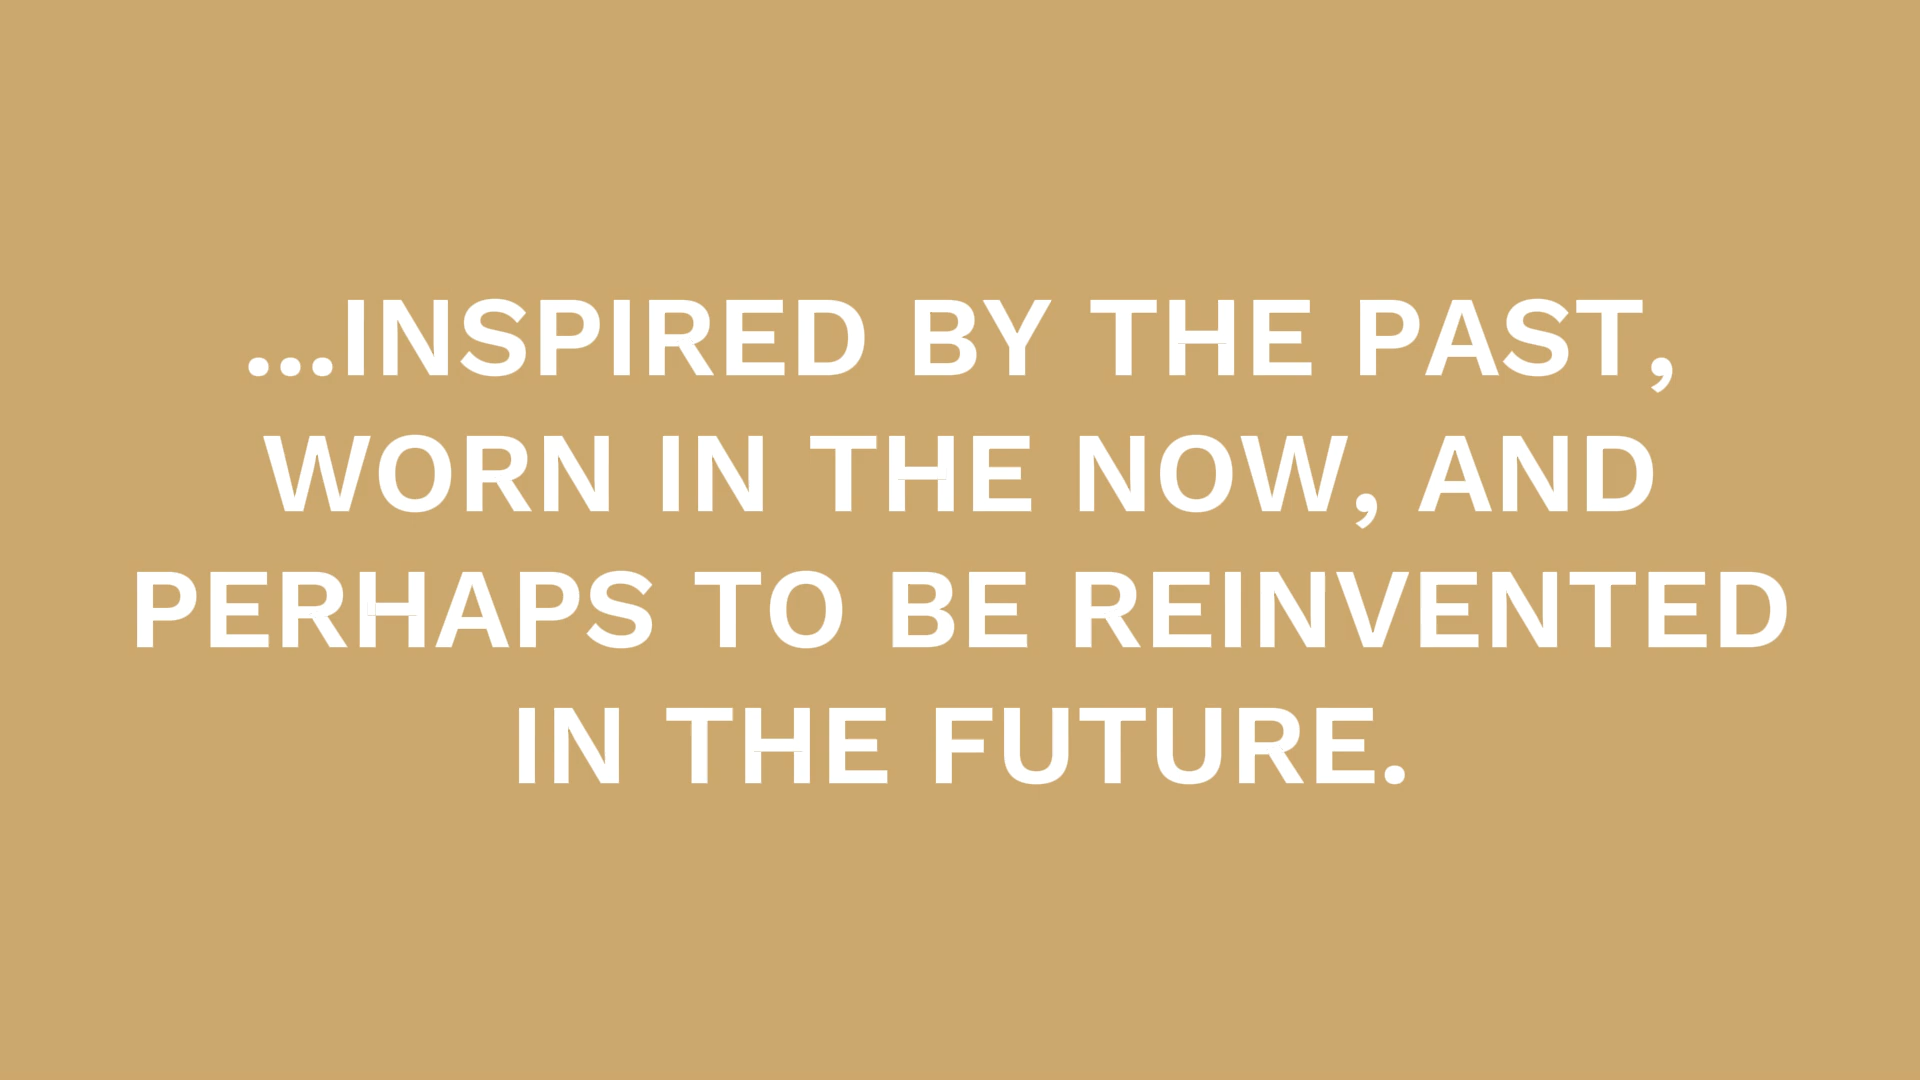 ...INSPIRED BY THE PAST,
WORN IN THE NOW, AND
PERHAPS TO BE REINVENTED
IN THE FUTURE.